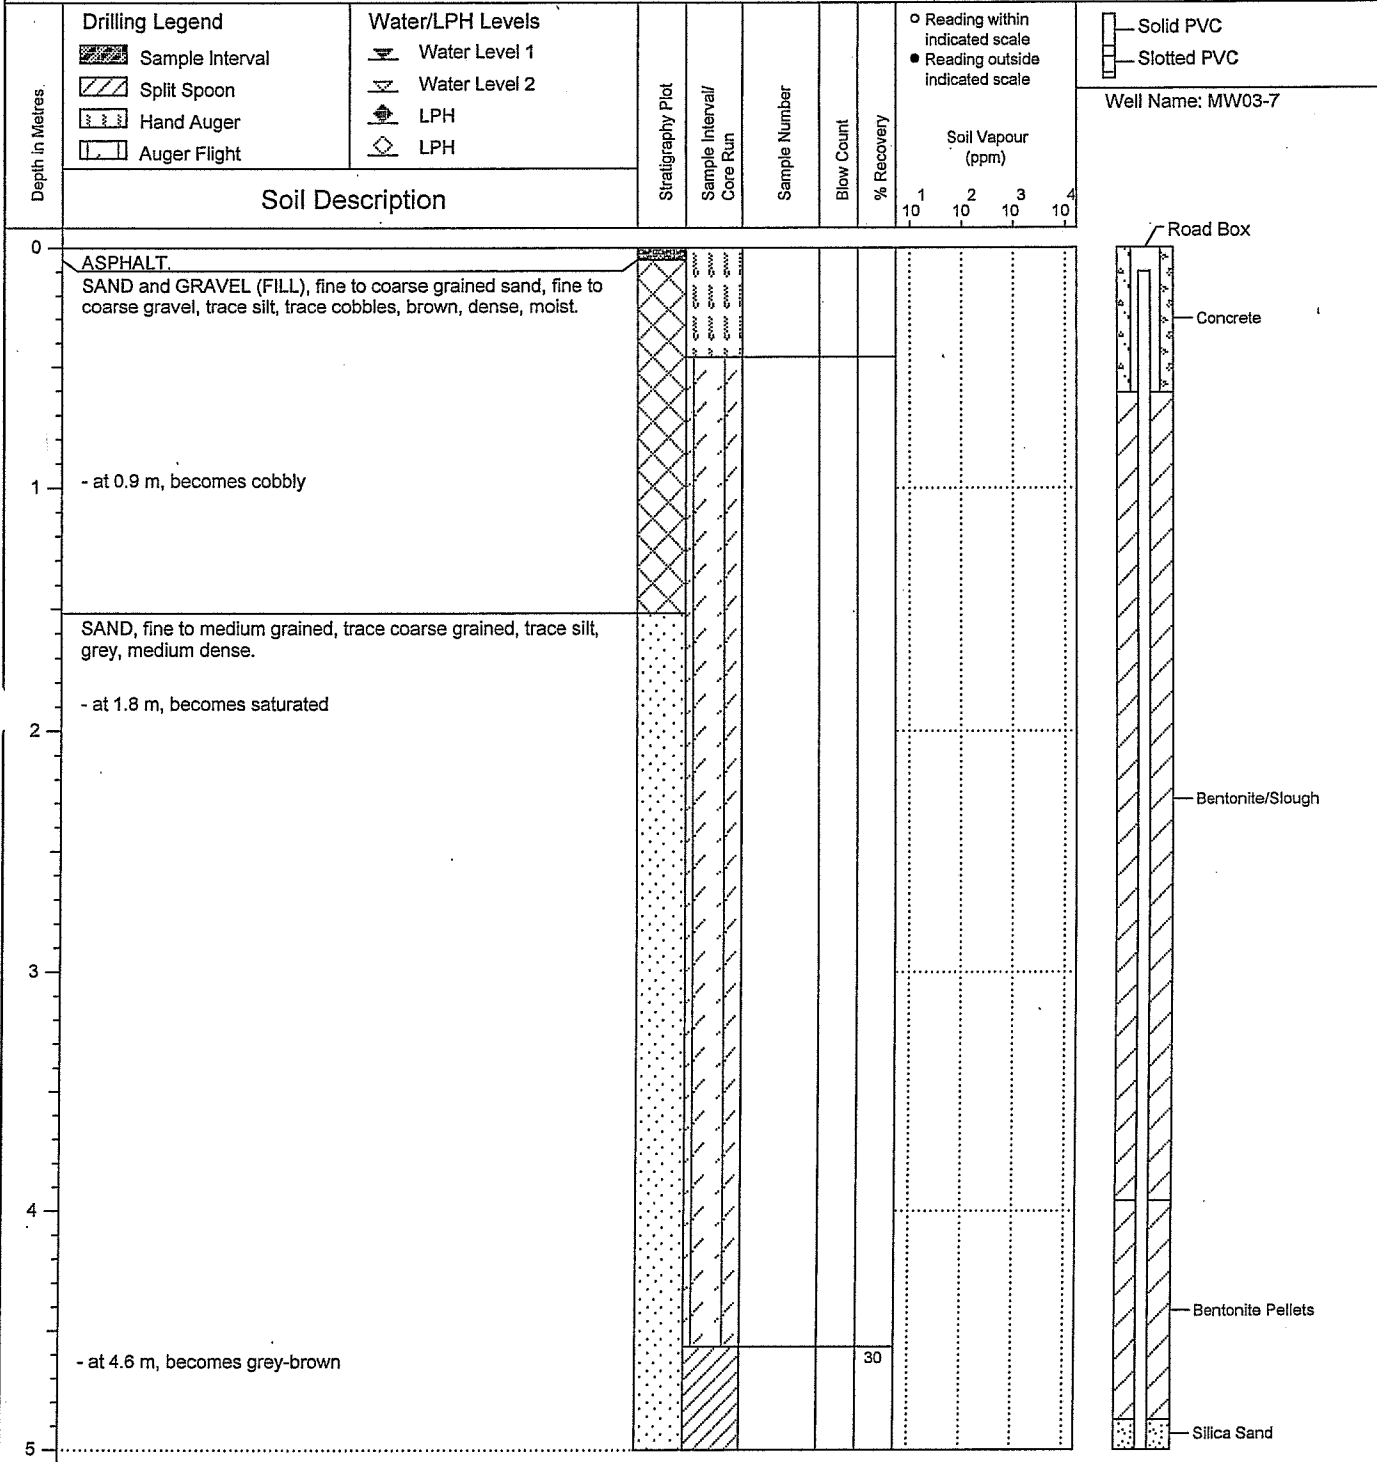 Drilling Legend
Sample Interval
Split Spoon
Hand Auger
Auger Flight
Water/LPH Levels
Water Level 1
Water Level 2
LPH
LPH
Depth in Metres
Soil Description
Stratigraphy Plot
Sample Interval/
Core Run
Sample Number
Blow Count
% Recovery
Reading within
indicated scale
Reading outside
indicated scale
Soil Vapour
(ppm)
10 1 10 2 10 3 10 4
Solid PVC
Slotted PVC
Well Name: MW03-7
Road Box
0
ASPHALT.
SAND and GRAVEL (FILL), fine to coarse grained sand, fine to
coarse gravel, trace silt, trace cobbles, brown, dense, moist.
Concrete
- at 0.9 m, becomes cobbly
1
SAND, fine to medium grained, trace coarse grained, trace silt,
grey, medium dense.
- at 1.8 m, becomes saturated
2
Bentonite/Slough
3
4
Bentonite Pellets
- at 4.6 m, becomes grey-brown
30
Silica Sand
5